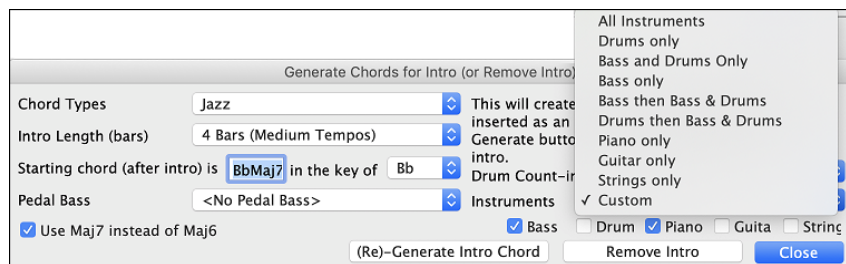 All Instruments
Drums only
Bass and Drums Only
Bass only
Bass then Bass & Drums
Drums then Bass & Drums
Piano only
Guitar only
Strings only
✓ Custom
Generate Chords for Intro (or Remove Intro)
Chord Types Jazz This will create
inserted as an
Intro Length (bars) 4 Bars (Medium Tempos) Generate butto
intro.
Starting chord (after intro) is BbMaj7 in the key of Bb Drum Count-i
Pedal Bass <No Pedal Bass> Instruments
Use Maj7 instead of Maj6 Bass Drum Piano Guita String
(Re)-Generate Intro Chord Remove Intro Close